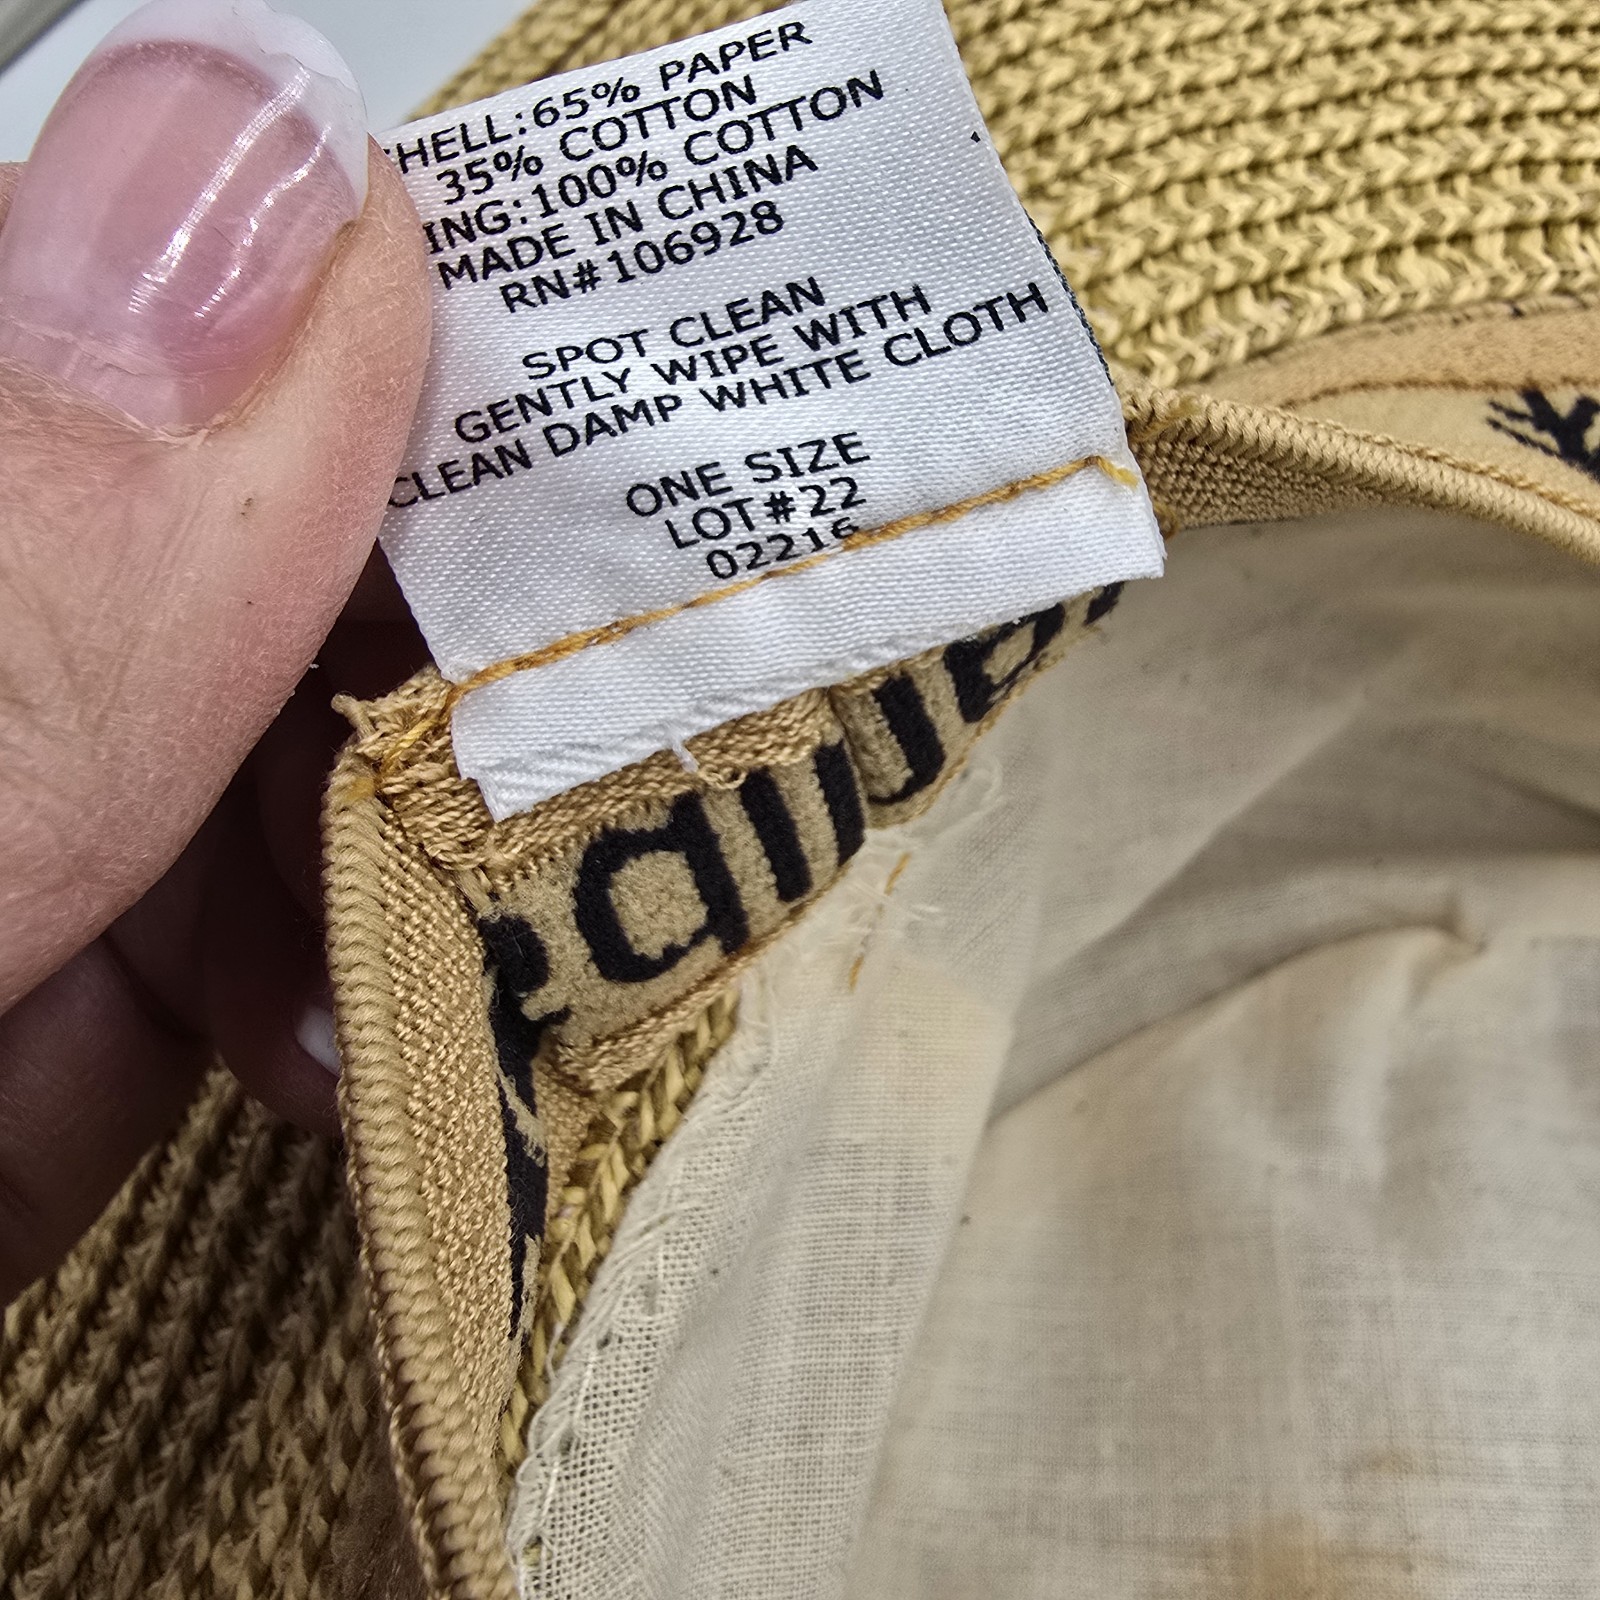 HELL:65% PAPER
35% COTTON
ING:100% COTTON
MADE IN CHINA
RN#106928
SPOT CLEAN
GENTLY WIPE WITH
CLEAN DAMP WHITE CLOTH
ONE SIZE
LOT#22
02216